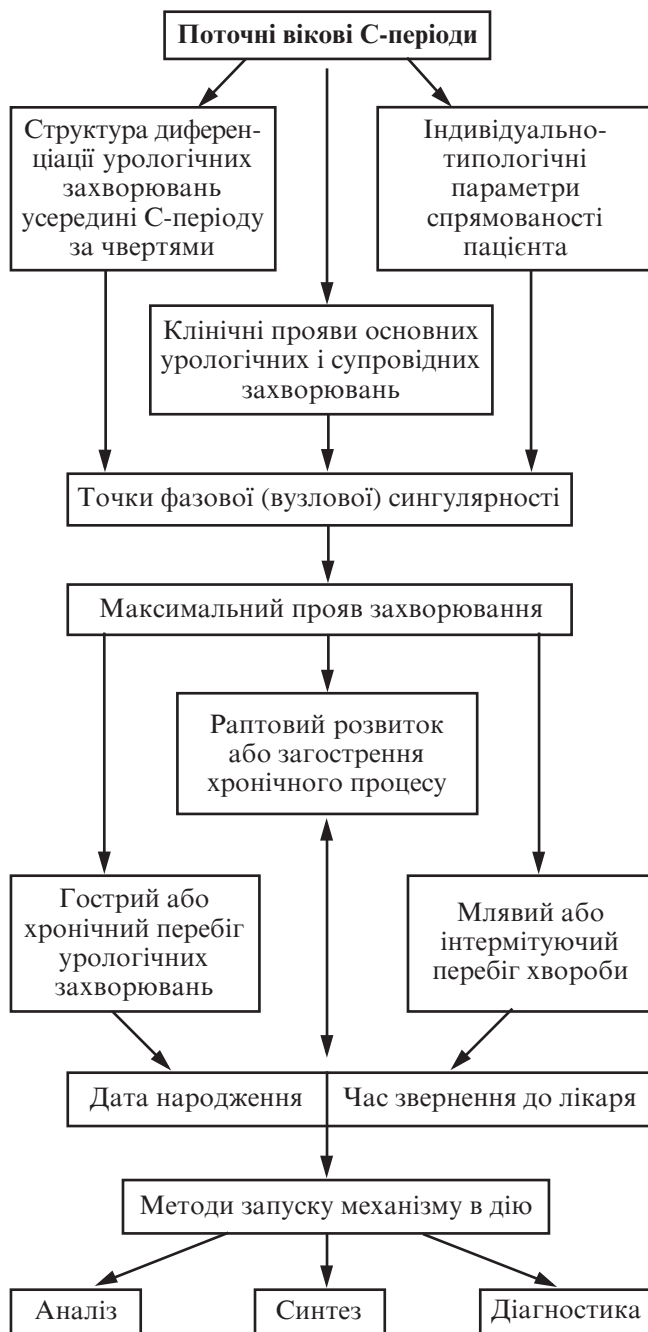 Поточні вікові С-періоди
Структура диферен-
ціації урологічних
захворювань
усередині С-періоду
за чвертями
Індивідуально-
типологічні
параметри
спрямованості
пацієнта
Клінічні прояви основних
урологічних і супровідних
захворювань
Точки фазової (вузлової) сингулярності
Максимальний прояв захворювання
Раптовий розвиток
або загострення
хронічного процесу
Гострий або
хронічний перебіг
урологічних
захворювань
Млявий або
інтермітуючий
перебіг хвороби
Дата народження
Час звернення до лікаря
Методи запуску механізму в дію
Аналіз
Синтез
Діагностика